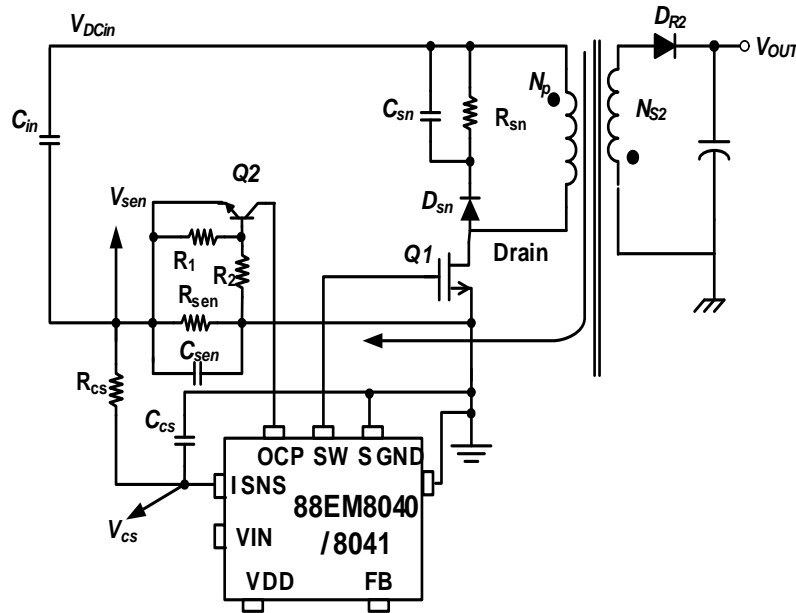 VDCin
DR2
VOUT
Np
NS2
Csn
Rsn
Cin
Q2
Vsen
Dsn
R1
R2
Q1
Drain
Rsen
Csen
Rcs
Ccs
OCP SW S GND
ISNS
88EM8040
/8041
Vcs
VIN
VDD FB